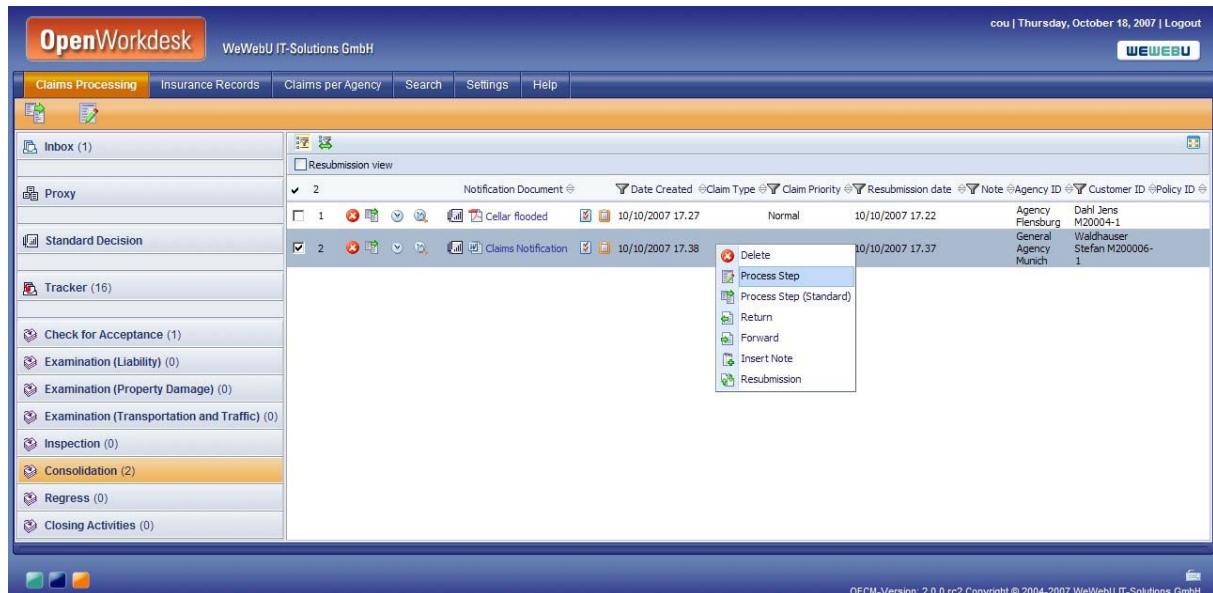 cou | Thursday, October 18, 2007 | Logout
OpenWorkdesk
WeWebU IT-Solutions GmbH
WEWEBU
Claims Processing Insurance Records Claims per Agency Search Settings Help
Inbox (1)
Proxy
Standard Decision
Tracker (16)
Check for Acceptance (1)
Examination (Liability) (0)
Examination (Property Damage) (0)
Examination (Transportation and Traffic) (0)
Inspection (0)
Consolidation (2)
Regress (0)
Closing Activities (0)
Resubmission view
2 Notification Document Date Created Claim Type Claim Priority Resubmission date Note Agency ID Customer ID Policy ID
1 Cellar flooded 10/10/2007 17.27 Normal 10/10/2007 17.22 Agency Dahl Jens
Flensburg M20004-1
2 Claims Notification 10/10/2007 17.38 10/10/2007 17.37 General Waldhauser
Agency Stefan M200006-
Munich 1
Delete
Process Step
Process Step (Standard)
Return
Forward
Insert Note
Resubmission
OECM-Version: 2.0.0 rc2 Copyright © 2004-2007 WeWebU IT-Solutions GmbH